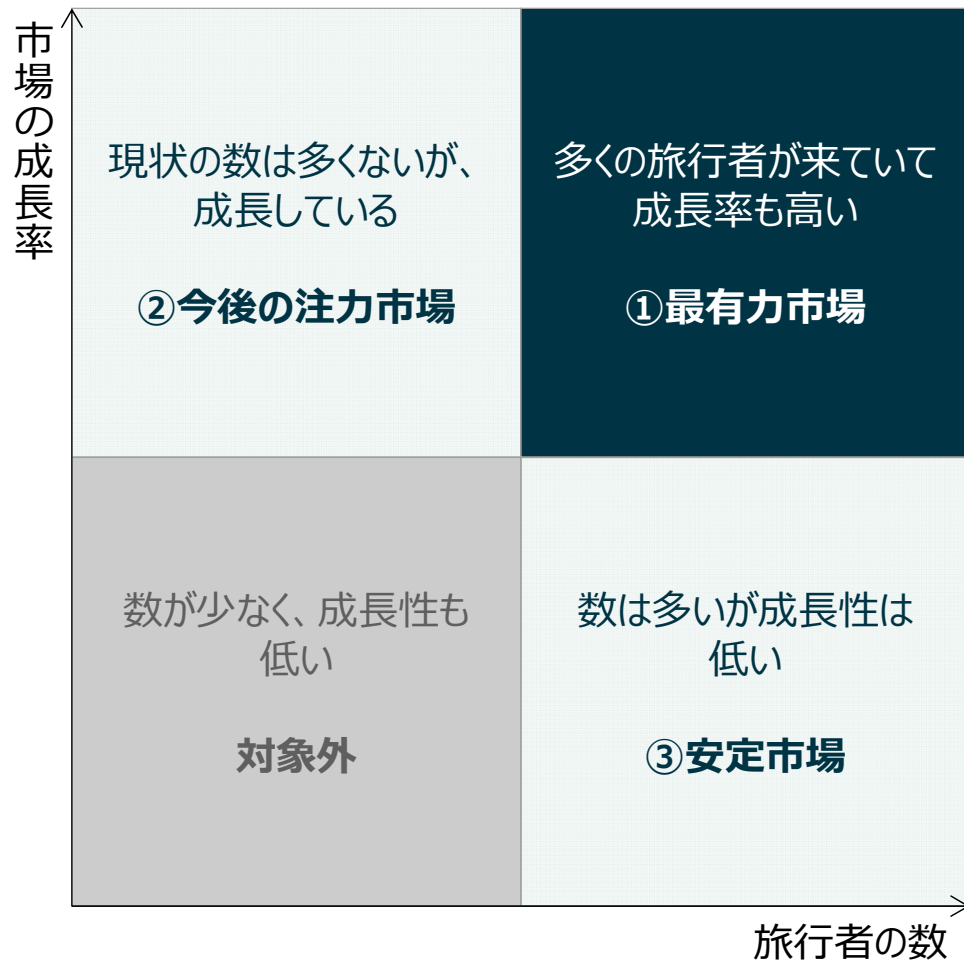 市場の成長率
現状の数は多くないが、
成長している
②今後の注力市場
多くの旅行者が来ていて
成長率も高い
①最有力市場
数が少なく、成長性も
低い
対象外
数は多いが成長性は
低い
③安定市場
旅行者の数